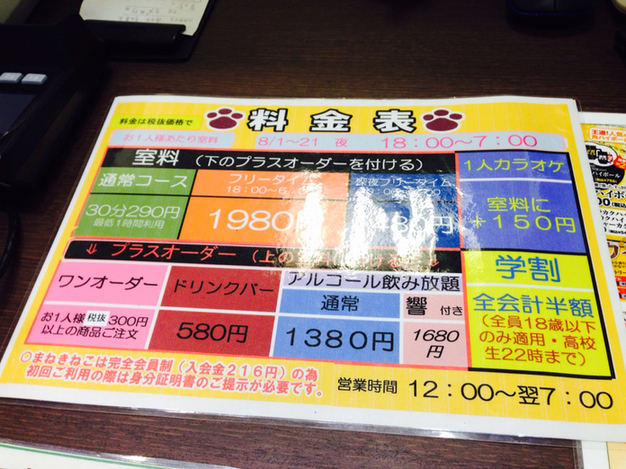 料金は税抜価格で
料金表
お1人様あたり室料 8/1〜21 夜 18:00〜7:00
室料 (下のプラスオーダーを付ける)
1人カラオケ
室料に
+150円
通常コース
30分290円
最低1時間利用
フリータイム
1980
深夜フリータイム
80円
⇓ プラスオーダー (上の
ワンオーダー
お1人様 税抜 300円
以上の商品ご注文
ドリンクバー
580円
アルコール飲み放題
通常
1380円
響 付き
1680円
学割
全会計半額
(全員18歳以下
のみ適用・高校
生22時まで)
◎まねきねこは完全会員制(入会金216円)の為
初回ご利用の際は身分証明書のご提示が必要です。
営業時間 12:00〜翌7:00